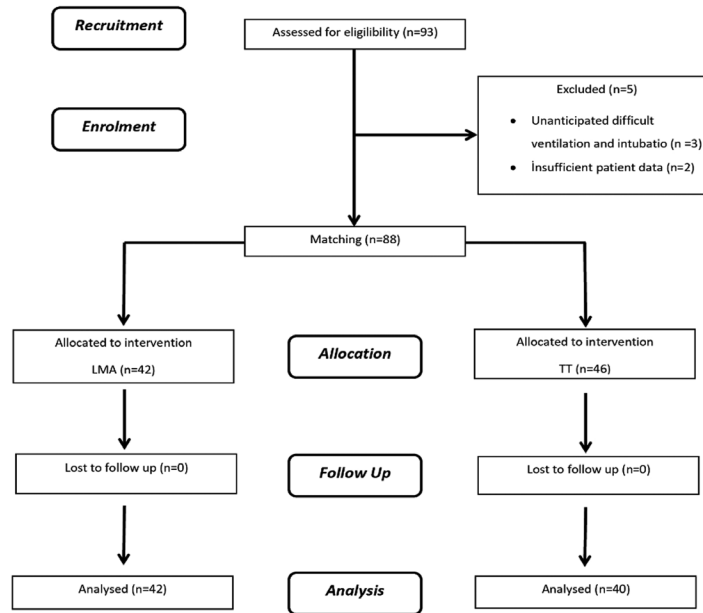 Recruitment
Assessed for eligilibility (n=93)
Excluded (n=5)
Enrolment
• Unanticipated difficult
ventilation and intubatio (n =3)
• İnsufficient patient data (n=2)
Matching (n=88)
Allocated to intervention
LMA (n=42)
Allocation
Allocated to intervention
TT (n=46)
Lost to follow up (n=0)
Follow Up
Lost to follow up (n=0)
Analysed (n=42)
Analysis
Analysed (n=40)